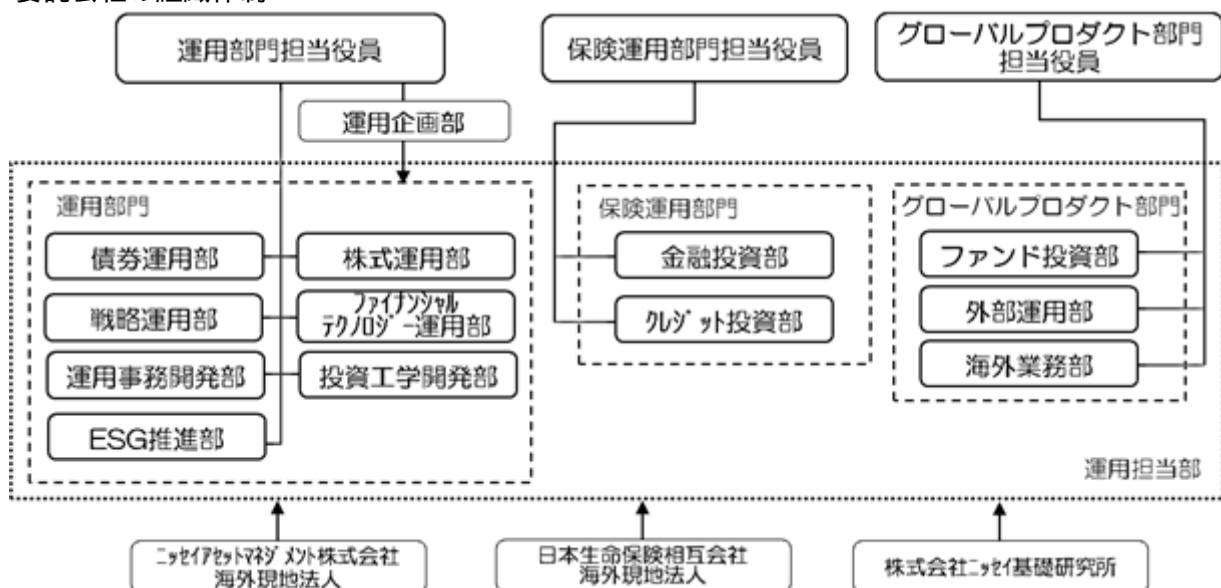 運用部門担当役員
保険運用部門担当役員
グローバルプロダクト部門
担当役員
運用企画部
運用部門
債券運用部
株式運用部
戦略運用部
ファイナンシャル
テクノロジー運用部
運用事務開発部
投資工学開発部
ESG推進部
保険運用部門
金融投資部
クレジット投資部
グローバルプロダクト部門
ファンド投資部
外部運用部
海外業務部
運用担当部
ニッセイアセットマネジメント株式会社
海外現地法人
日本生命保険相互会社
海外現地法人
株式会社ニッセイ基礎研究所